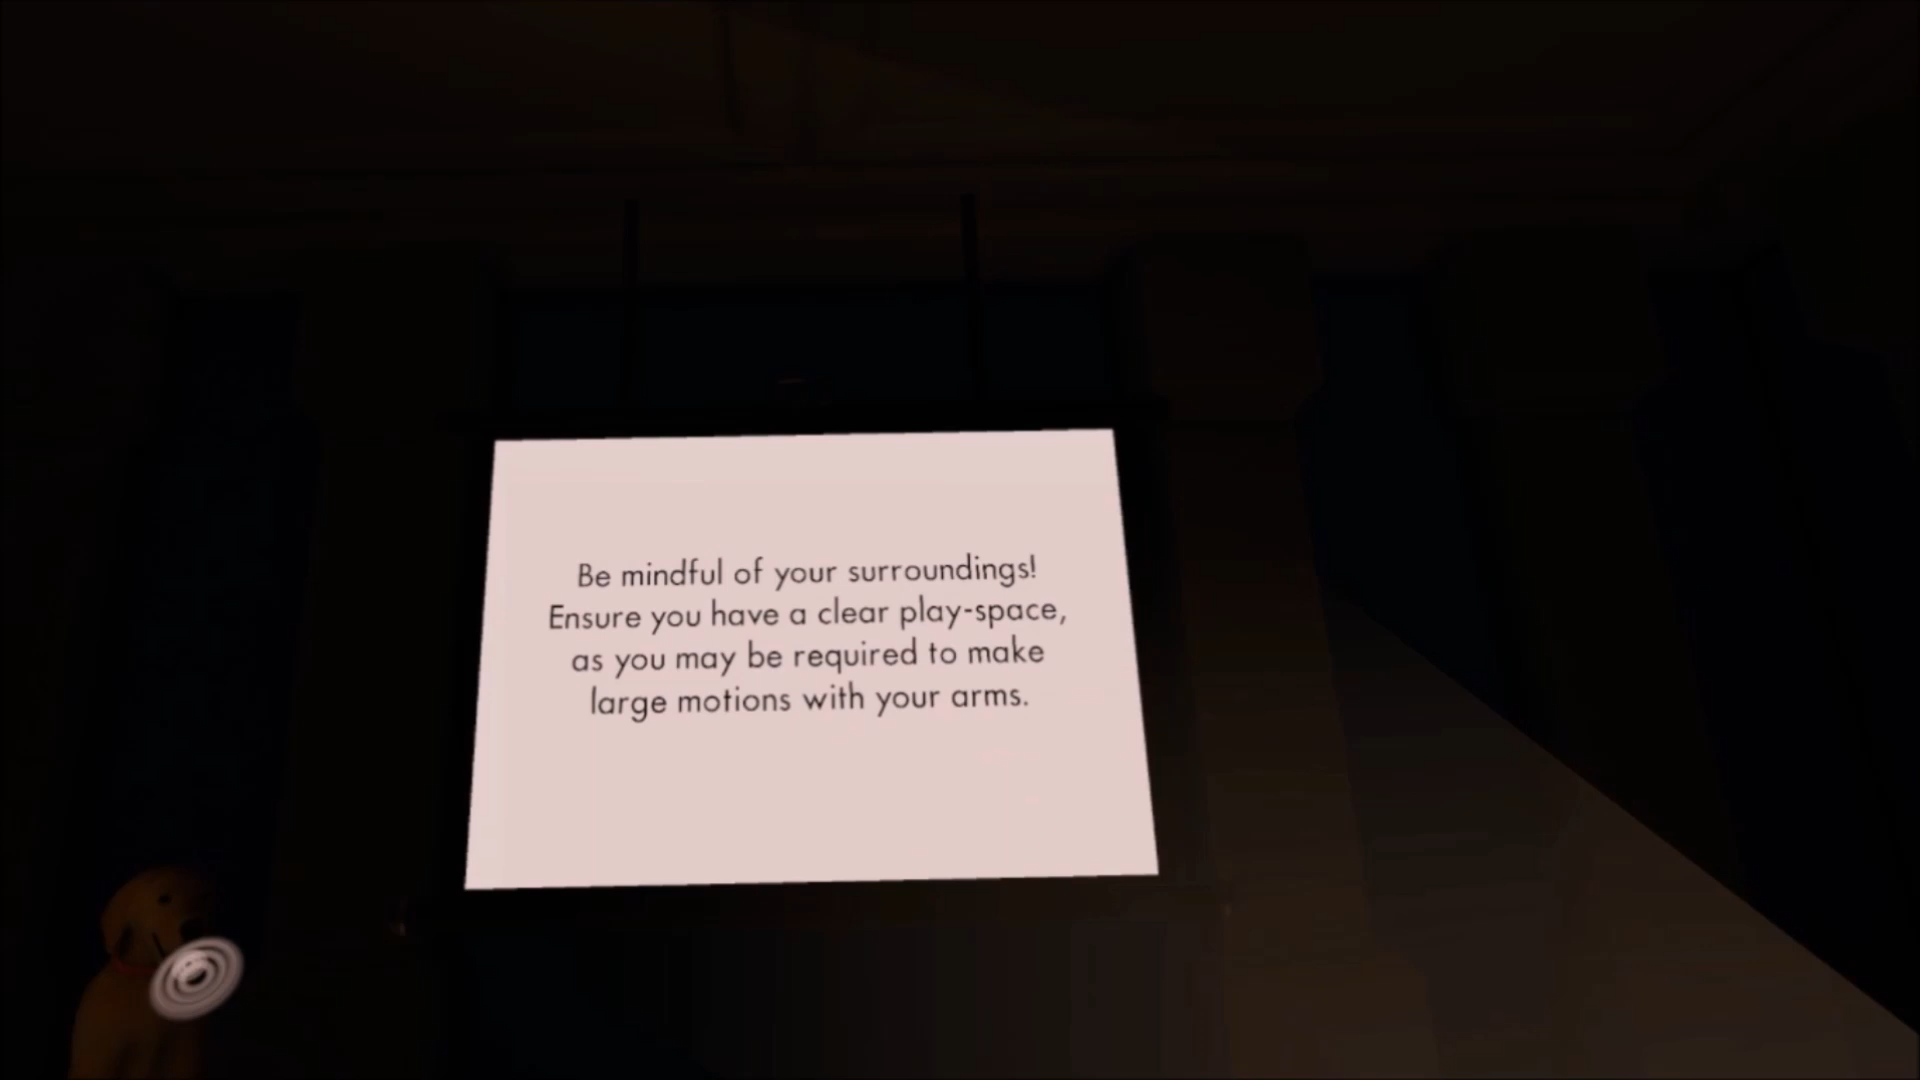 Be mindful of your surroundings!
Ensure you have a clear play-space,
as you may be required to make
large motions with your arms.